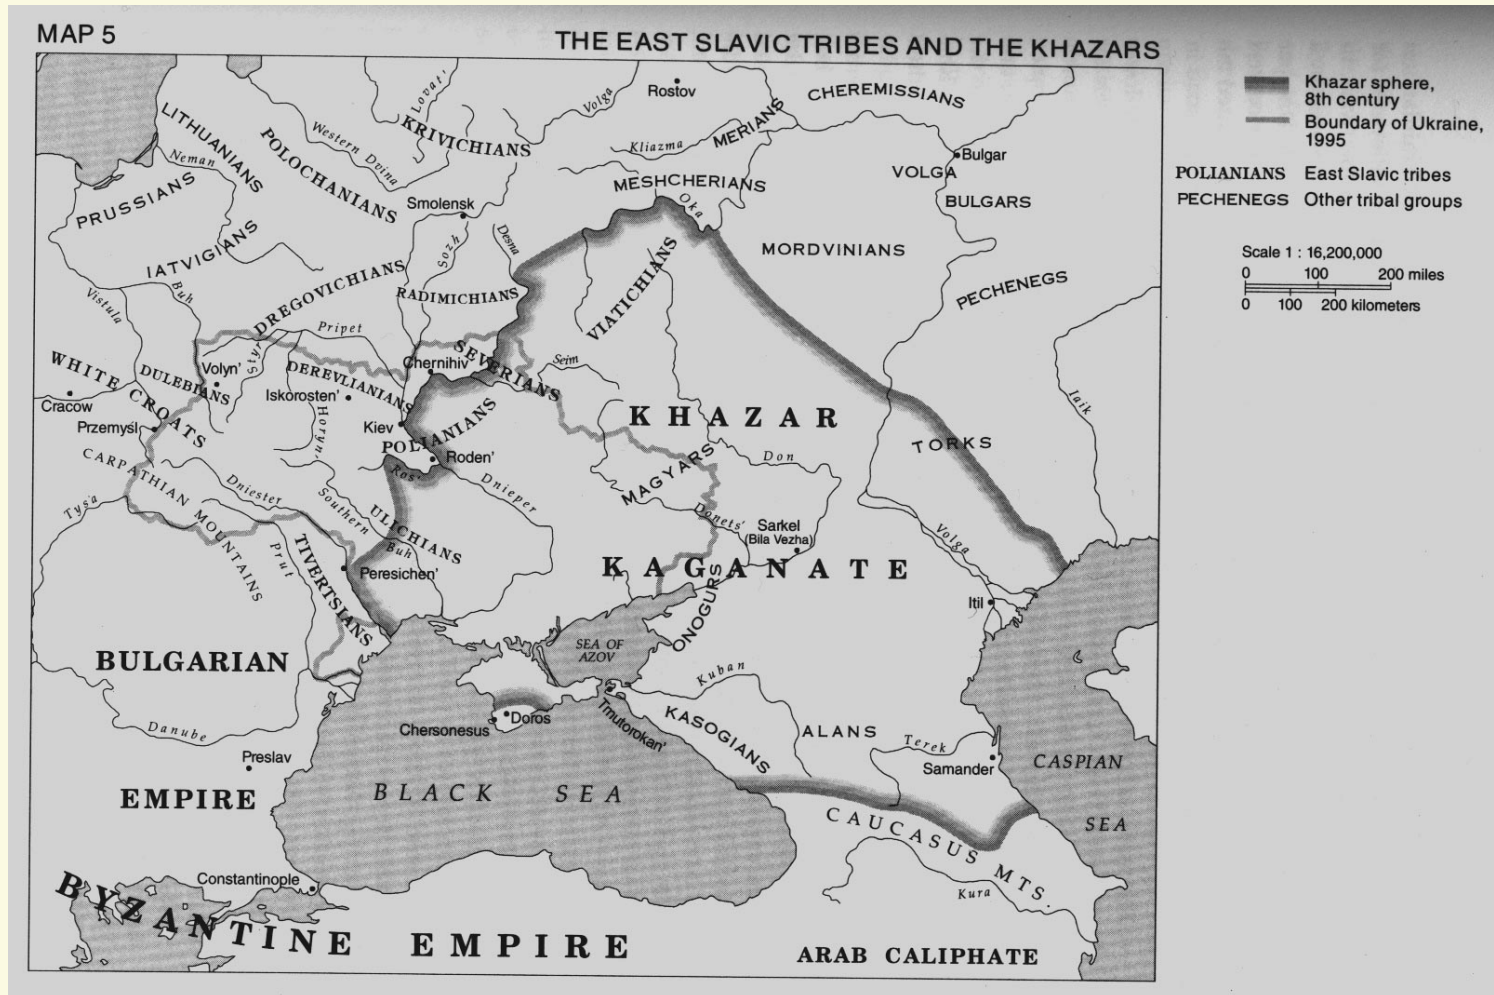 MAP 5
THE EAST SLAVIC TRIBES AND THE KHAZARS
Khazar sphere,
8th century
Boundary of Ukraine,
1995
POLIANIANS East Slavic tribes
PECHENEGS Other tribal groups
Scale 1 : 16,200,000
0 100 200 miles
0 100 200 kilometers
Rostov
CHEREMISSIANS
Lovat'
Volga
KRIVICHIANS
MERIANS
Kliazma
LITHUANIANS
POLOCHANIANS
Western Dvina
Neman
PRUSSIANS
Bulgar
VOLGA
BULGARS
MESHCHERIANS
Oka
Smolensk
Sozh
Desna
IATVIGIANS
MORDVINIANS
VIATICHIANS
PECHENEGS
Buh
DREGOVICHIANS
RADIMICHIANS
Vistula
Pripet
Styr
SEVERIANS
Seim
Chernihiv
WHITE CROATS
Volyn'
DULEBIANS
DEREVLIANIANS
Iskorosten'
Horyn'
Cracow
Iaik
Przemyśl
Kiev
POLIANIANS
KHAZAR
TORKS
Roden'
Ros'
Don
MAGYARS
CARPATHIAN MOUNTAINS
Dniester
Dnieper
Tysa
Southern Buh
ULICHIANS
Donets'
Sarkel
(Bila Vezha)
Volga
Prut
TIVERTSIANS
Peresichen'
KAGANATE
ONOGURS
Itil
SEA OF
AZOV
BULGARIAN
Kuban
Tmutorokan'
KASOGIANS
ALANS
Doros
Chersonesus
Danube
Terek
Samander
Preslav
CASPIAN
SEA
EMPIRE
BLACK SEA
CAUCASUS MTS.
Kura
Constantinople
BYZANTINE EMPIRE
ARAB CALIPHATE